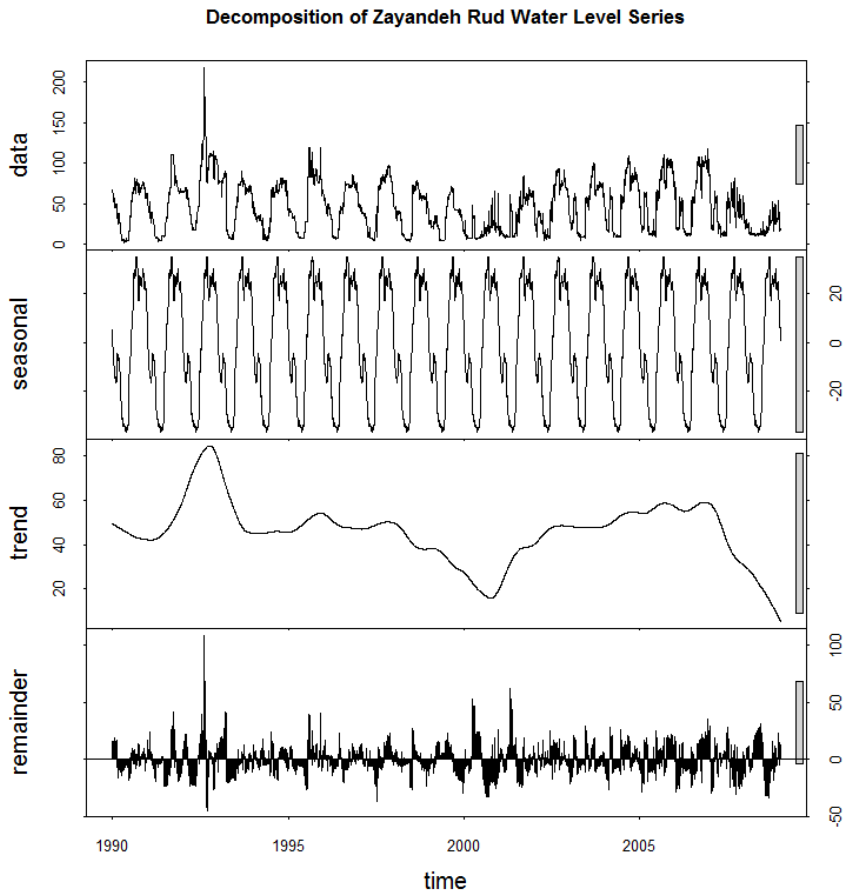 Decomposition of Zayandeh Rud Water Level Series
data
0 50 100 150 200
seasonal
-20 0 20
trend
20 40 60 80
remainder
-50 0 50 100
1990 1995 2000 2005
time